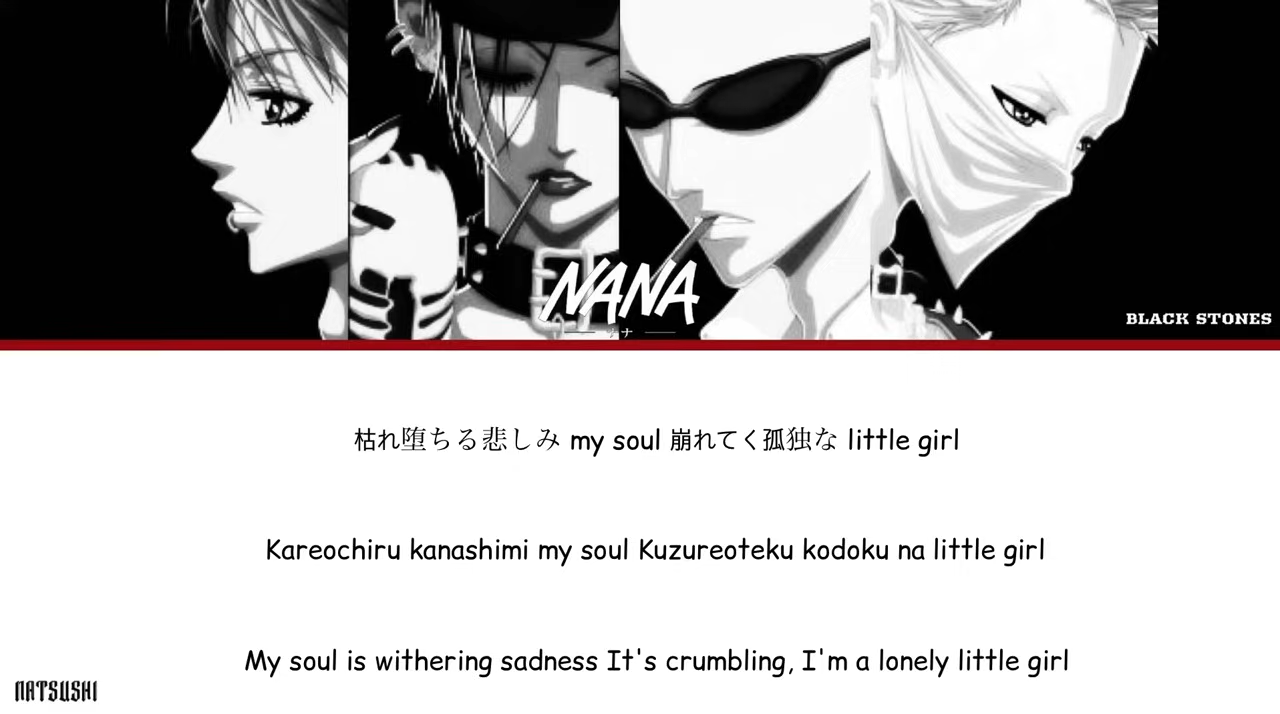 NANA
ナナ
BLACK STONES
枯れ堕ちる悲しみ my soul 崩れてく孤独な little girl
Kareochiru kanashimi my soul Kuzureoteku kodoku na little girl
My soul is withering sadness It's crumbling, I'm a lonely little girl
NATSUSHI